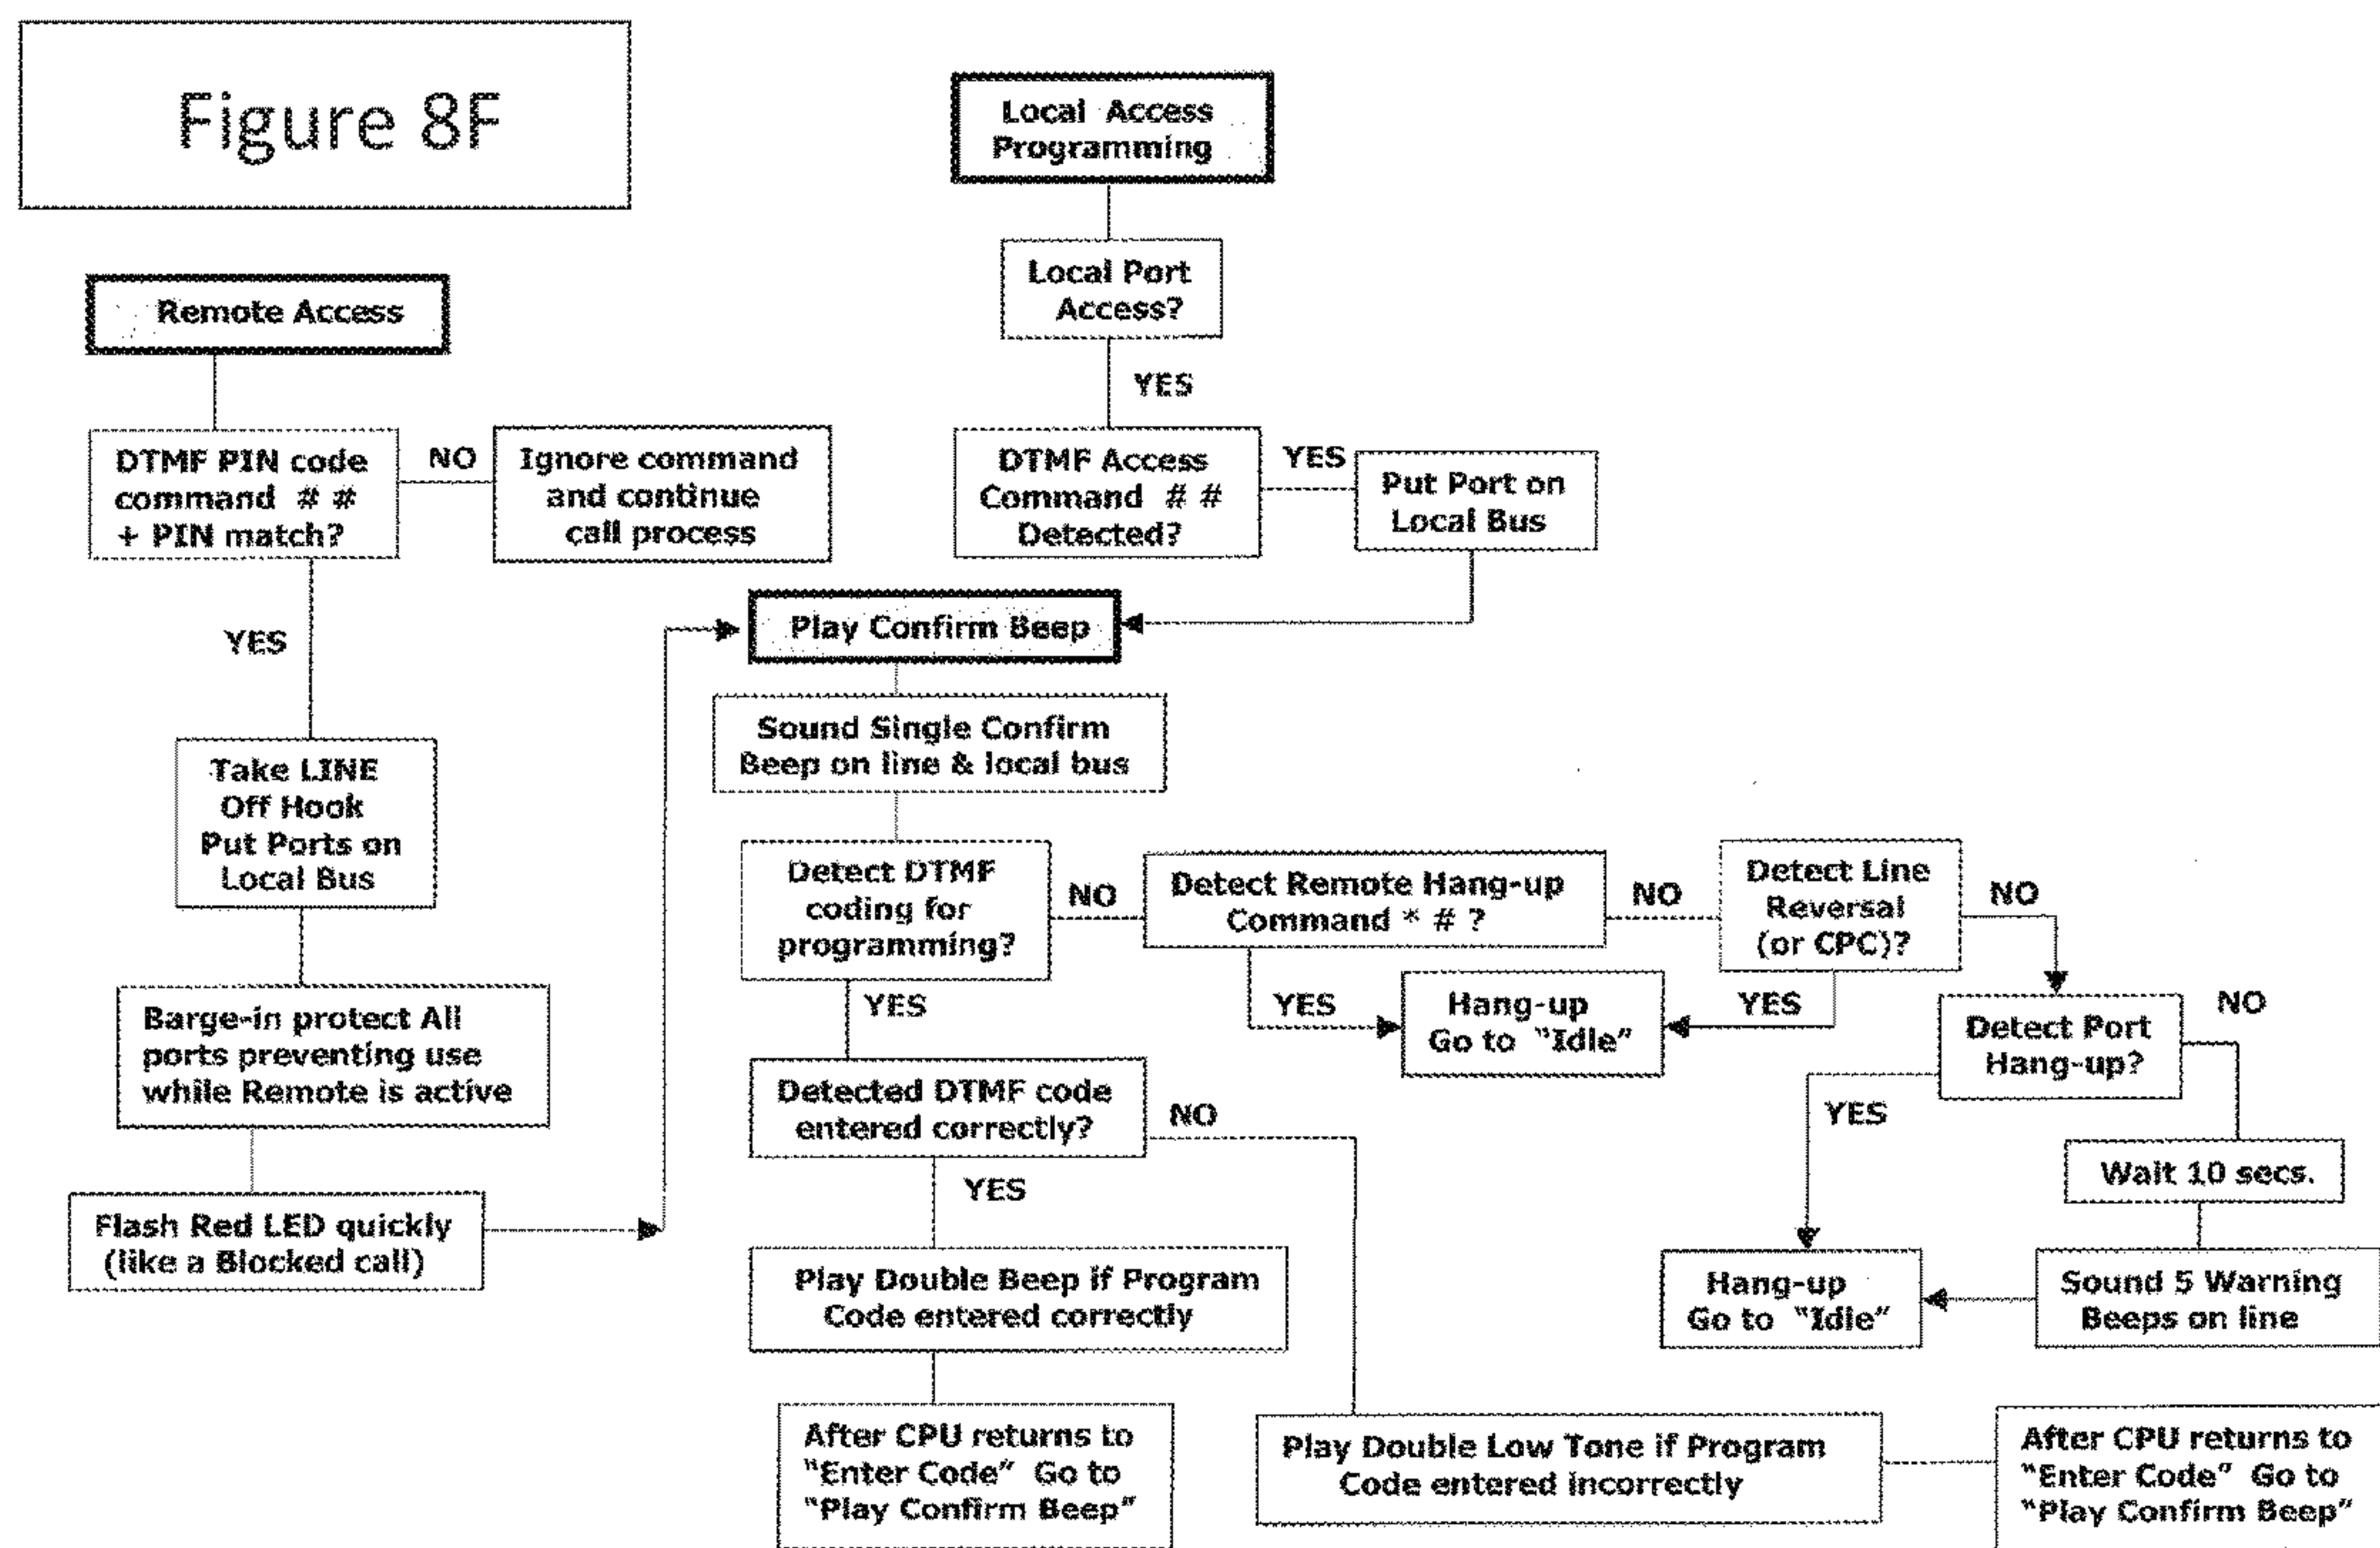 Figure 8F
Local Access
Programming
Local Port
Access?
YES
DTMF Access
Command # #
Detected?
YES
Put Port on
Local Bus
Remote Access
DTMF PIN code
command # #
+ PIN match?
NO
Ignore command
and continue
call process
YES
Take LINE
Off Hook
Put Ports on
Local Bus
Barge-in protect All
ports preventing use
while Remote is active
Flash Red LED quickly
(like a Blocked call)
Play Confirm Beep
Sound Single Confirm
Beep on line & local bus
Detect DTMF
coding for
programming?
NO
Detect Remote Hang-up
Command * # ?
NO
Detect Line
Reversal
(or CPC)?
NO
YES
YES
Hang-up
Go to "Idle"
YES
Detect Port
Hang-up?
NO
Detected DTMF code
entered correctly?
NO
YES
Wait 10 secs.
YES
Play Double Beep if Program
Code entered correctly
Hang-up
Go to "Idle"
Sound 5 Warning
Beeps on line
After CPU returns to
"Enter Code" Go to
"Play Confirm Beep"
Play Double Low Tone if Program
Code entered incorrectly
After CPU returns to
"Enter Code" Go to
"Play Confirm Beep"